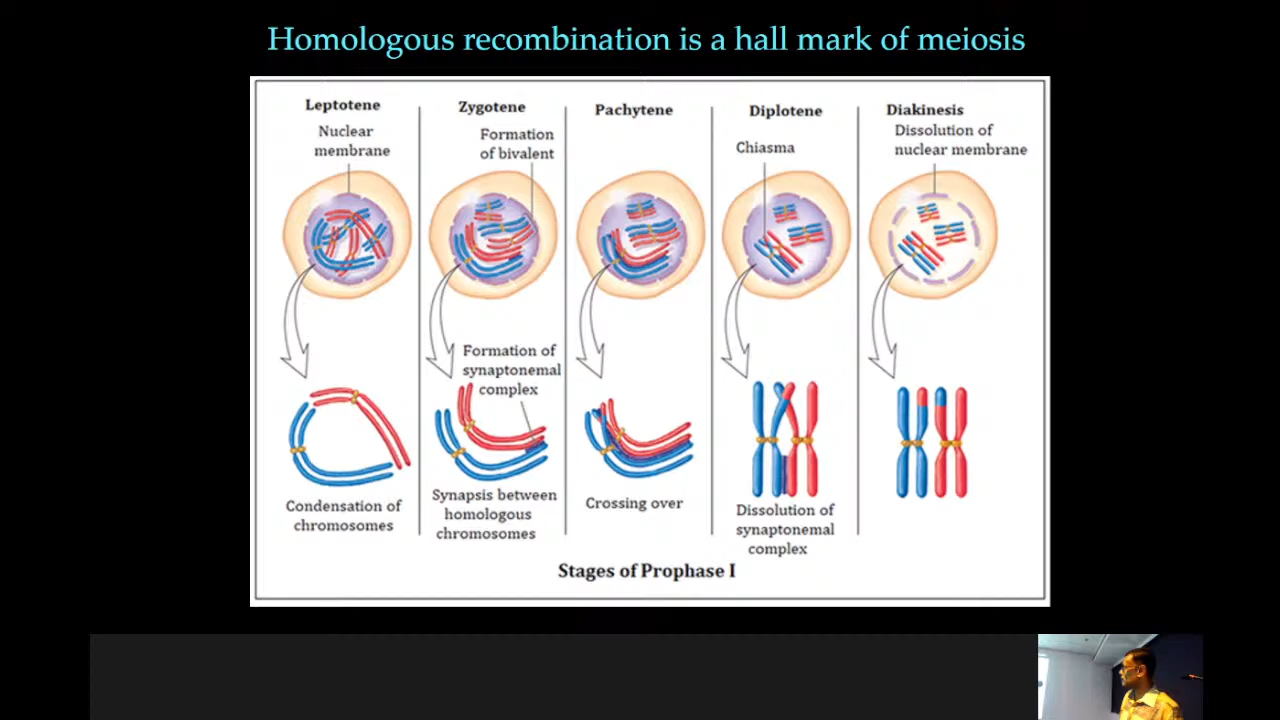 Homologous recombination is a hall mark of meiosis
Leptotene
Nuclear
membrane
Condensation of
chromosomes
Zygotene
Formation
of bivalent
Formation of
synaptonemal
complex
Synapsis between
homologous
chromosomes
Pachytene
Crossing over
Diplotene
Chiasma
Dissolution of
synaptonemal
complex
Diakinesis
Dissolution of
nuclear membrane
Stages of Prophase I